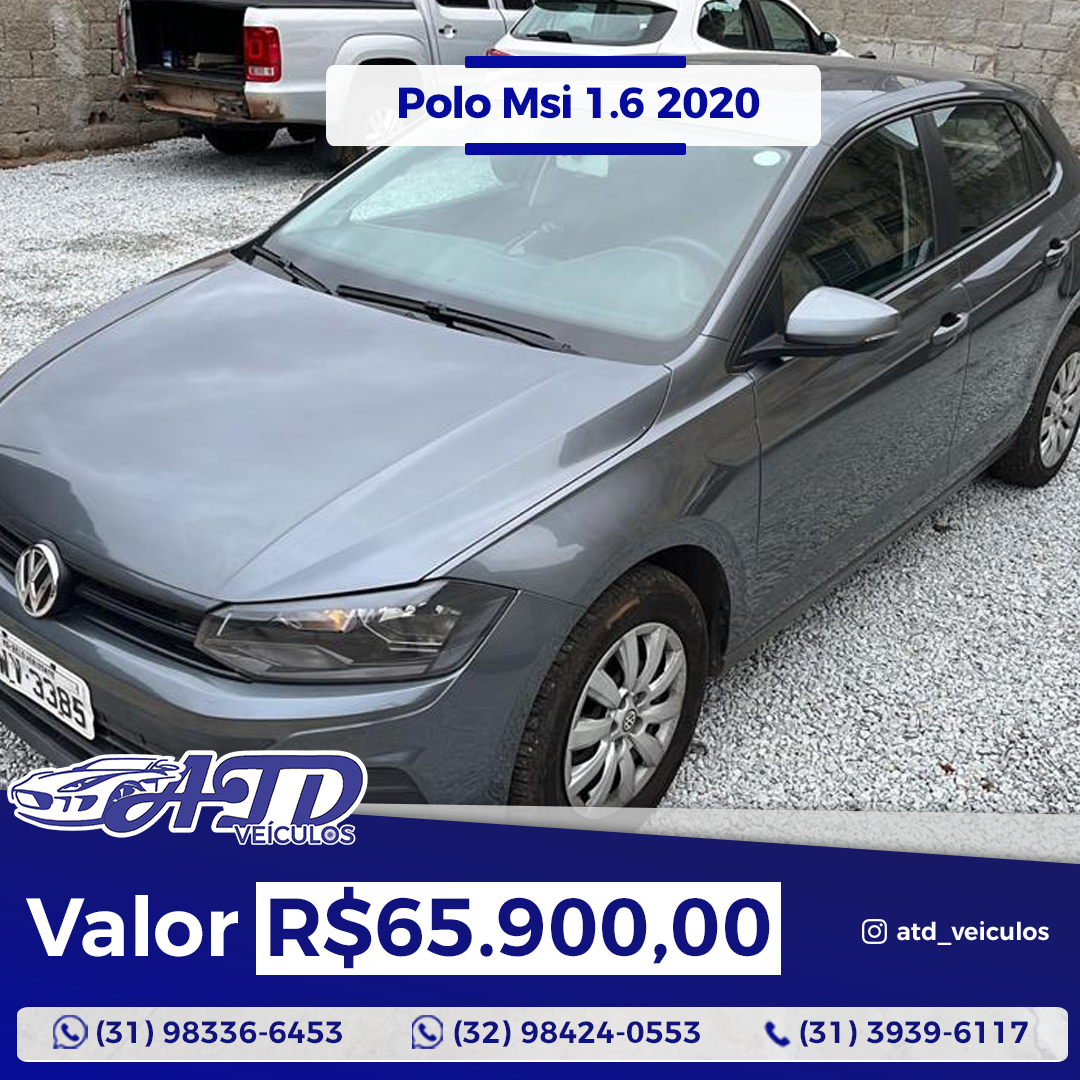 Polo Msi 1.6 2020
3385
ATD
VEÍCULOS
Valor R$65.900,00
atd_veiculos
(31) 98336-6453 (32) 98424-0553 (31) 3939-6117